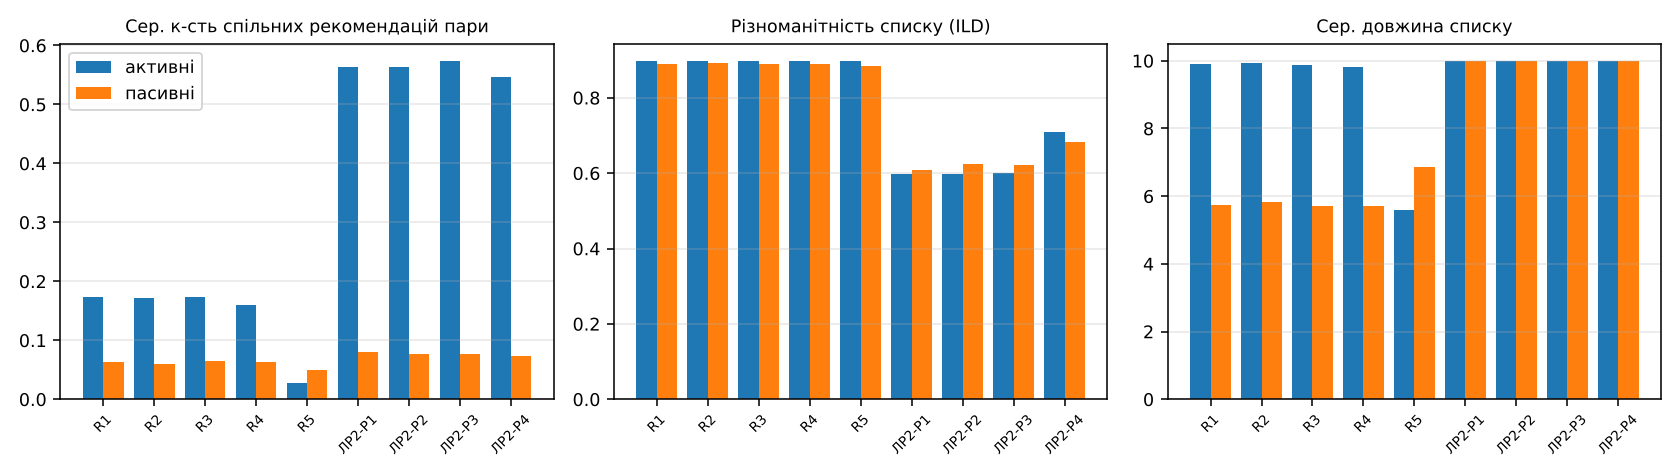 Сер. к-сть спільних рекомендацій пари
0.6
0.5
0.4
0.3
0.2
0.1
0.0
активні
пасивні
R1 R2 R3 R4 R5 ЛР2-Р1 ЛР2-Р2 ЛР2-Р3 ЛР2-Р4
Різноманітність списку (ILD)
0.8
0.6
0.4
0.2
0.0
R1 R2 R3 R4 R5 ЛР2-Р1 ЛР2-Р2 ЛР2-Р3 ЛР2-Р4
Сер. довжина списку
10
8
6
4
2
0
R1 R2 R3 R4 R5 ЛР2-Р1 ЛР2-Р2 ЛР2-Р3 ЛР2-Р4